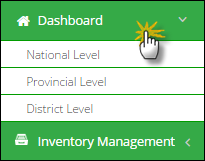 Dashboard
National Level
Provincial Level
District Level
Inventory Management